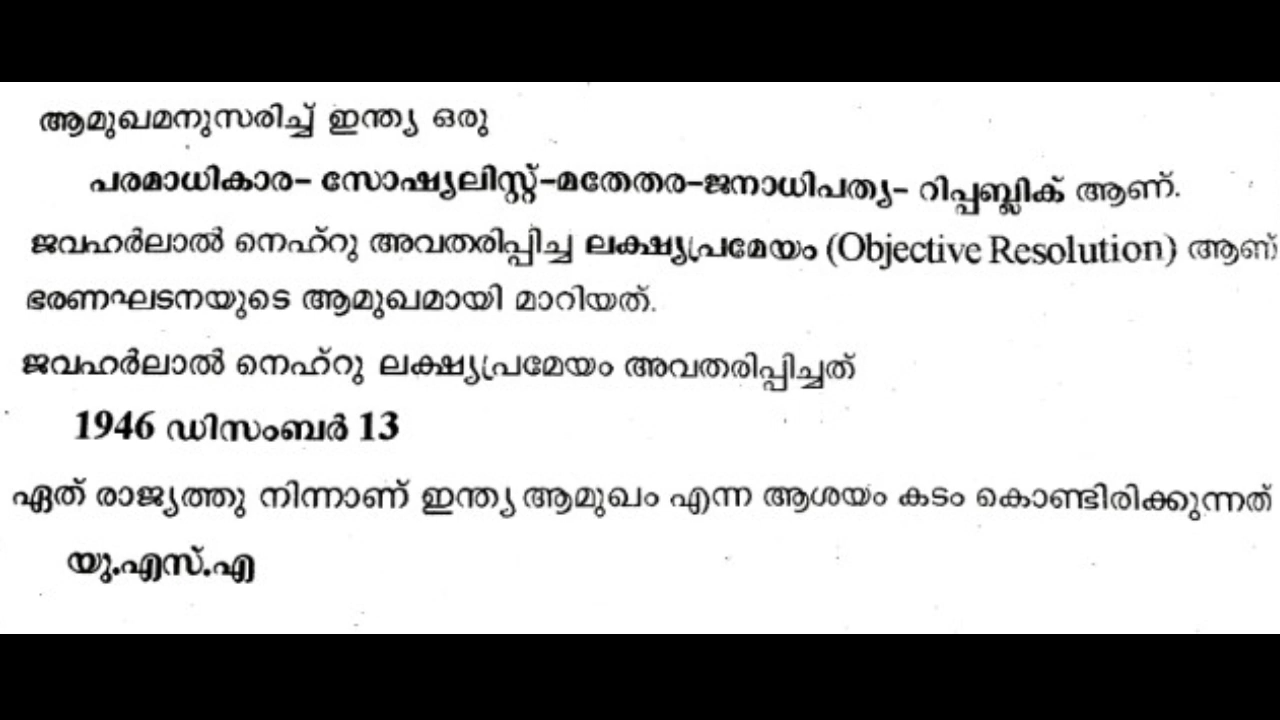 ആമുഖമനുസരിച്ച് ഇന്ത്യ ഒരു
പരമാധികാര- സോഷ്യലിസ്റ്റ്-മതേതര-ജനാധിപത്യ- റിപ്പബ്ലിക് ആണ്.
ജവഹർലാൽ നെഹ്റു അവതരിപ്പിച്ച ലക്ഷ്യപ്രമേയം (Objective Resolution) ആണ്
ഭരണഘടനയുടെ ആമുഖമായി മാറിയത്.
ജവഹർലാൽ നെഹ്റു ലക്ഷ്യപ്രമേയം അവതരിപ്പിച്ചത്
1946 ഡിസംബർ 13
ഏത് രാജ്യത്തു നിന്നാണ് ഇന്ത്യ ആമുഖം എന്ന ആശയം കടം കൊണ്ടിരിക്കുന്നത്
യു.എസ്.എ